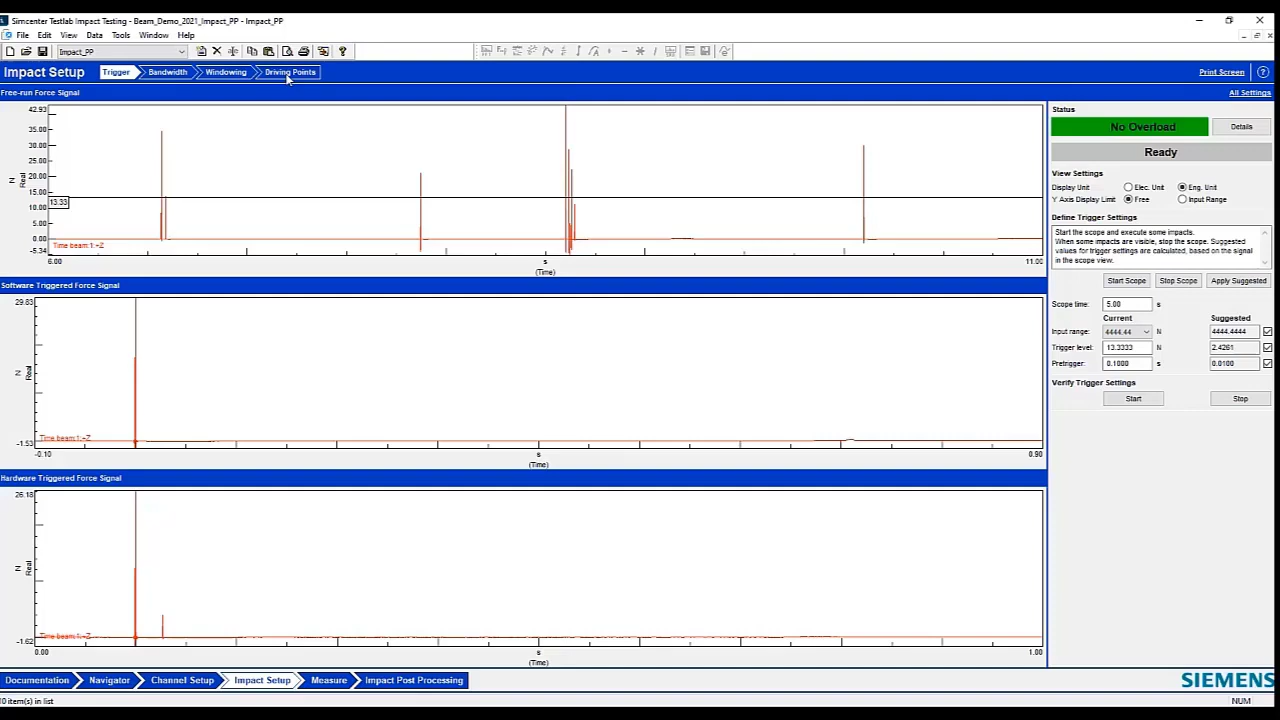 Simcenter Testlab Impact Testing - Beam_Demo_2021_Impact_PP - Impact_PP
File Edit View Data Tools Window Help
Impact_PP
Impact Setup Trigger Bandwidth Windowing Driving Points Print Screen
Free-run Force Signal All Settings
42.93
35.00
30.00
25.00
20.00
15.00
13.33
10.00
5.00
0.00
-5.34
N
Real
Time beam:1:+Z
6.00 s 11.00
(Time)
Software Triggered Force Signal
29.83
N
Real
Time beam:1:+Z
-1.53
-0.10 s 0.90
(Time)
Hardware Triggered Force Signal
26.18
N
Real
Time beam:1:+Z
-1.62
0.00 s 1.00
(Time)
Status
No Overload Details
Ready
View Settings
Display Unit Elec. Unit Eng. Unit
Y Axis Display Limit Free Input Range
Define Trigger Settings
Start the scope and execute some impacts.
When some impacts are visible, stop the scope. Suggested
values for trigger settings are calculated, based on the signal
in the scope view.
Start Scope Stop Scope Apply Suggested
Scope time: 5.00 s
Current Suggested
Input range: 4444.44 N 4444.4444
Trigger level: 13.3333 N 2.4261
Pretrigger: 0.1000 s 0.0100
Verify Trigger Settings
Start Stop
Documentation Navigator Channel Setup Impact Setup Measure Impact Post Processing SIEMENS
0 item(s) in list NUM